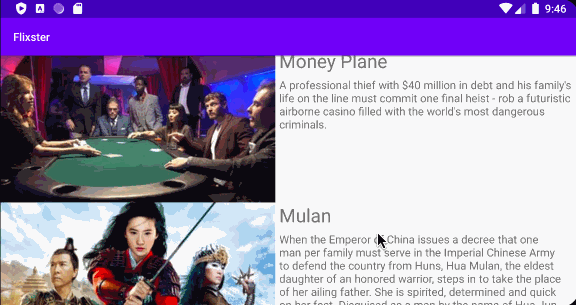 9:46
Flixster
Money Plane
A professional thief with $40 million in debt and his family's
life on the line must commit one final heist - rob a futuristic
airborne casino filled with the world's most dangerous
criminals.
Mulan
When the Emperor of China issues a decree that one
man per family must serve in the Imperial Chinese Army
to defend the country from Huns, Hua Mulan, the eldest
daughter of an honored warrior, steps in to take the place
of her ailing father. She is spirited, determined and quick
on her feet. Disguised as a man by the name of Hua Jun,